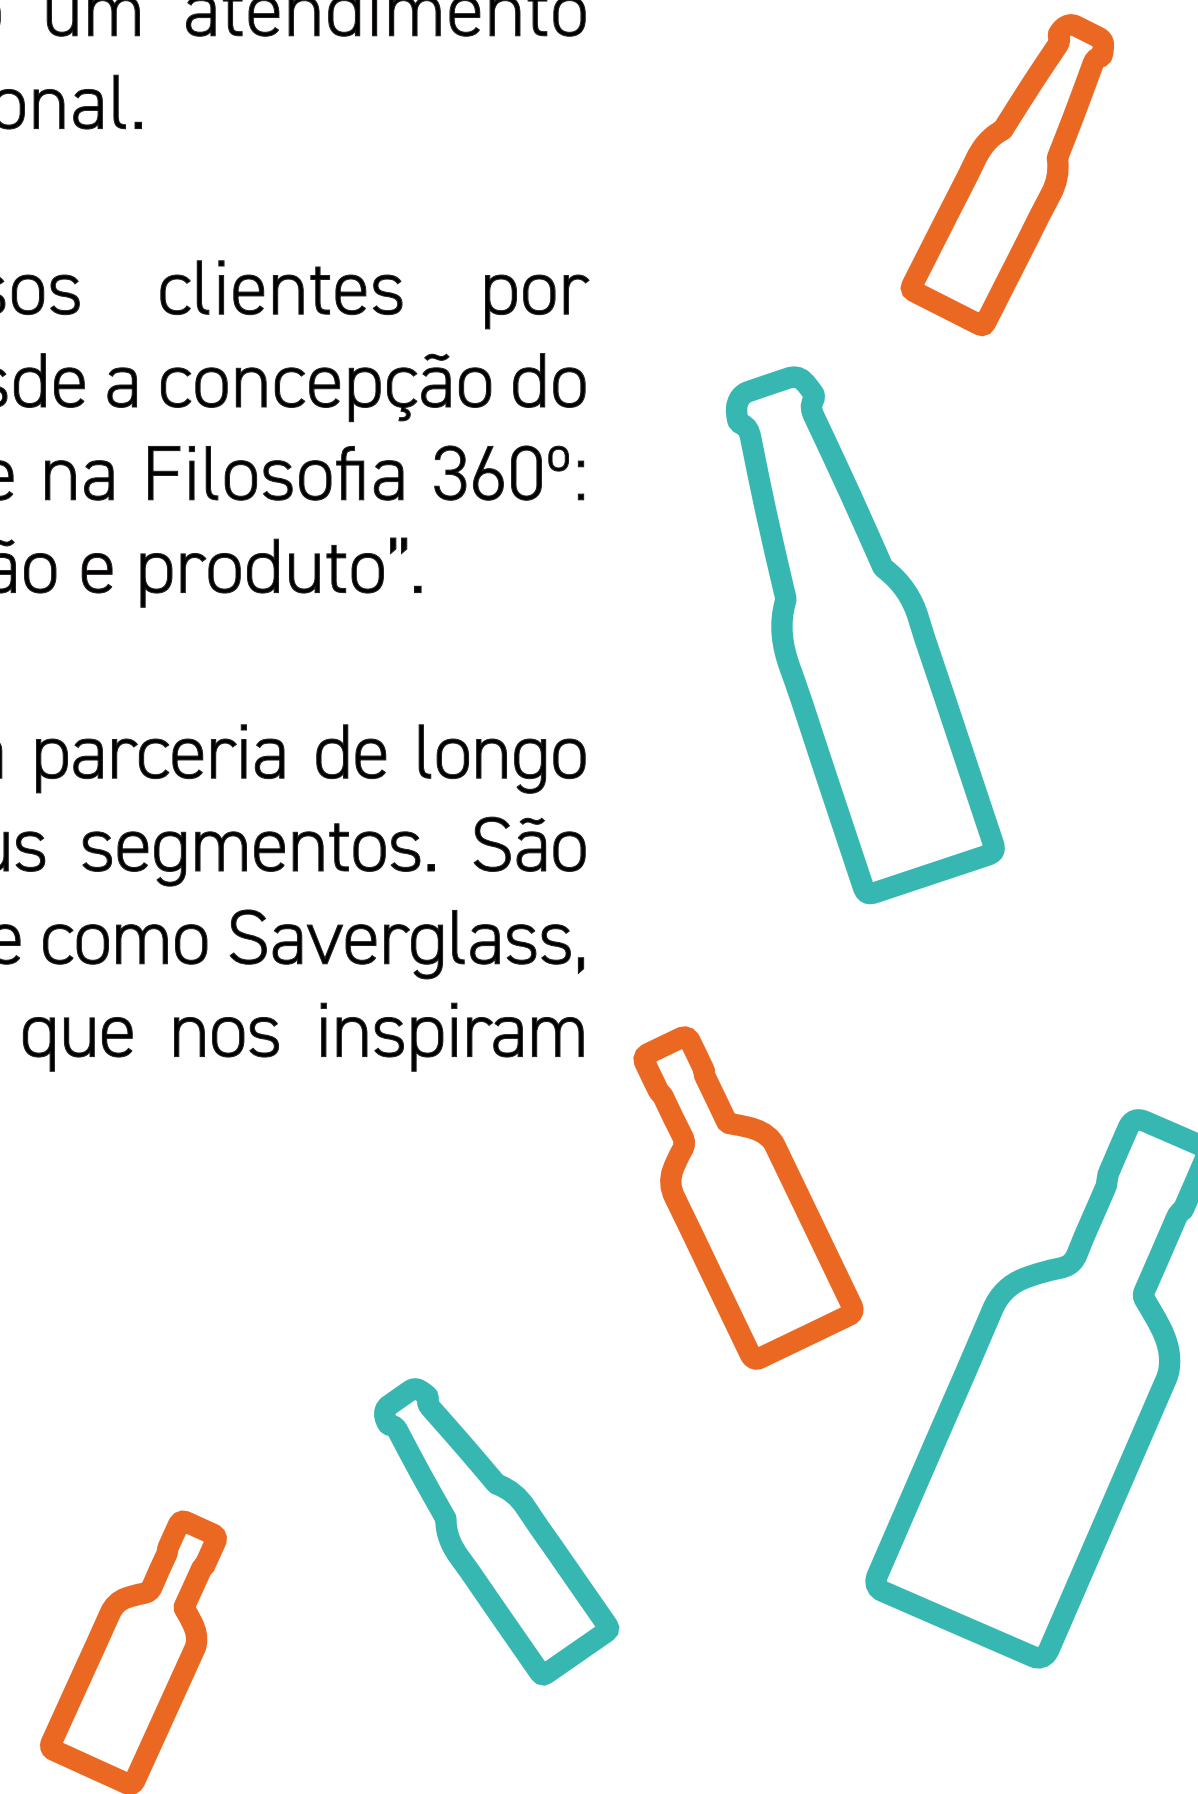 um atendimento
onal.
sos clientes por
sde a concepção do
e na Filosofia 360º:
ão e produto”.
parceria de longo
us segmentos. São
e como Saverglass,
que nos inspiram